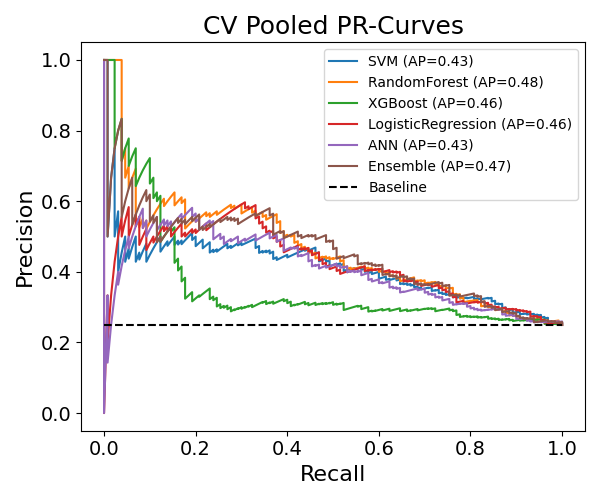 CV Pooled PR-Curves
SVM (AP=0.43)
RandomForest (AP=0.48)
XGBoost (AP=0.46)
LogisticRegression (AP=0.46)
ANN (AP=0.43)
Ensemble (AP=0.47)
Baseline
Precision
1.0
0.8
0.6
0.4
0.2
0.0
0.0 0.2 0.4 0.6 0.8 1.0
Recall